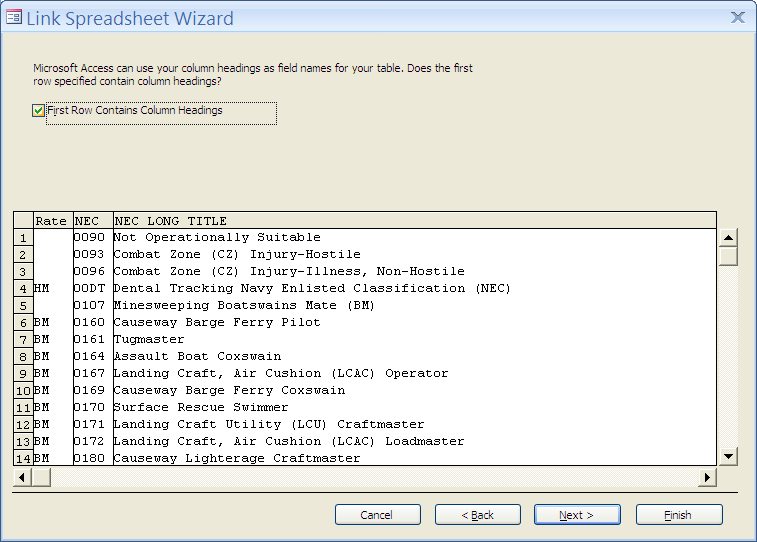 Link Spreadsheet Wizard
Microsoft Access can use your column headings as field names for your table. Does the first
row specified contain column headings?
First Row Contains Column Headings
Rate NEC NEC LONG TITLE
1 0090 Not Operationally Suitable
2 0093 Combat Zone (CZ) Injury-Hostile
3 0096 Combat Zone (CZ) Injury-Illness, Non-Hostile
4 HM 00DT Dental Tracking Navy Enlisted Classification (NEC)
5 0107 Minesweeping Boatswains Mate (BM)
6 BM 0160 Causeway Barge Ferry Pilot
7 BM 0161 Tugmaster
8 BM 0164 Assault Boat Coxswain
9 BM 0167 Landing Craft, Air Cushion (LCAC) Operator
10 BM 0169 Causeway Barge Ferry Coxswain
11 BM 0170 Surface Rescue Swimmer
12 BM 0171 Landing Craft Utility (LCU) Craftmaster
13 BM 0172 Landing Craft, Air Cushion (LCAC) Loadmaster
14 BM 0180 Causeway Lighterage Craftmaster
Cancel < Back Next > Finish